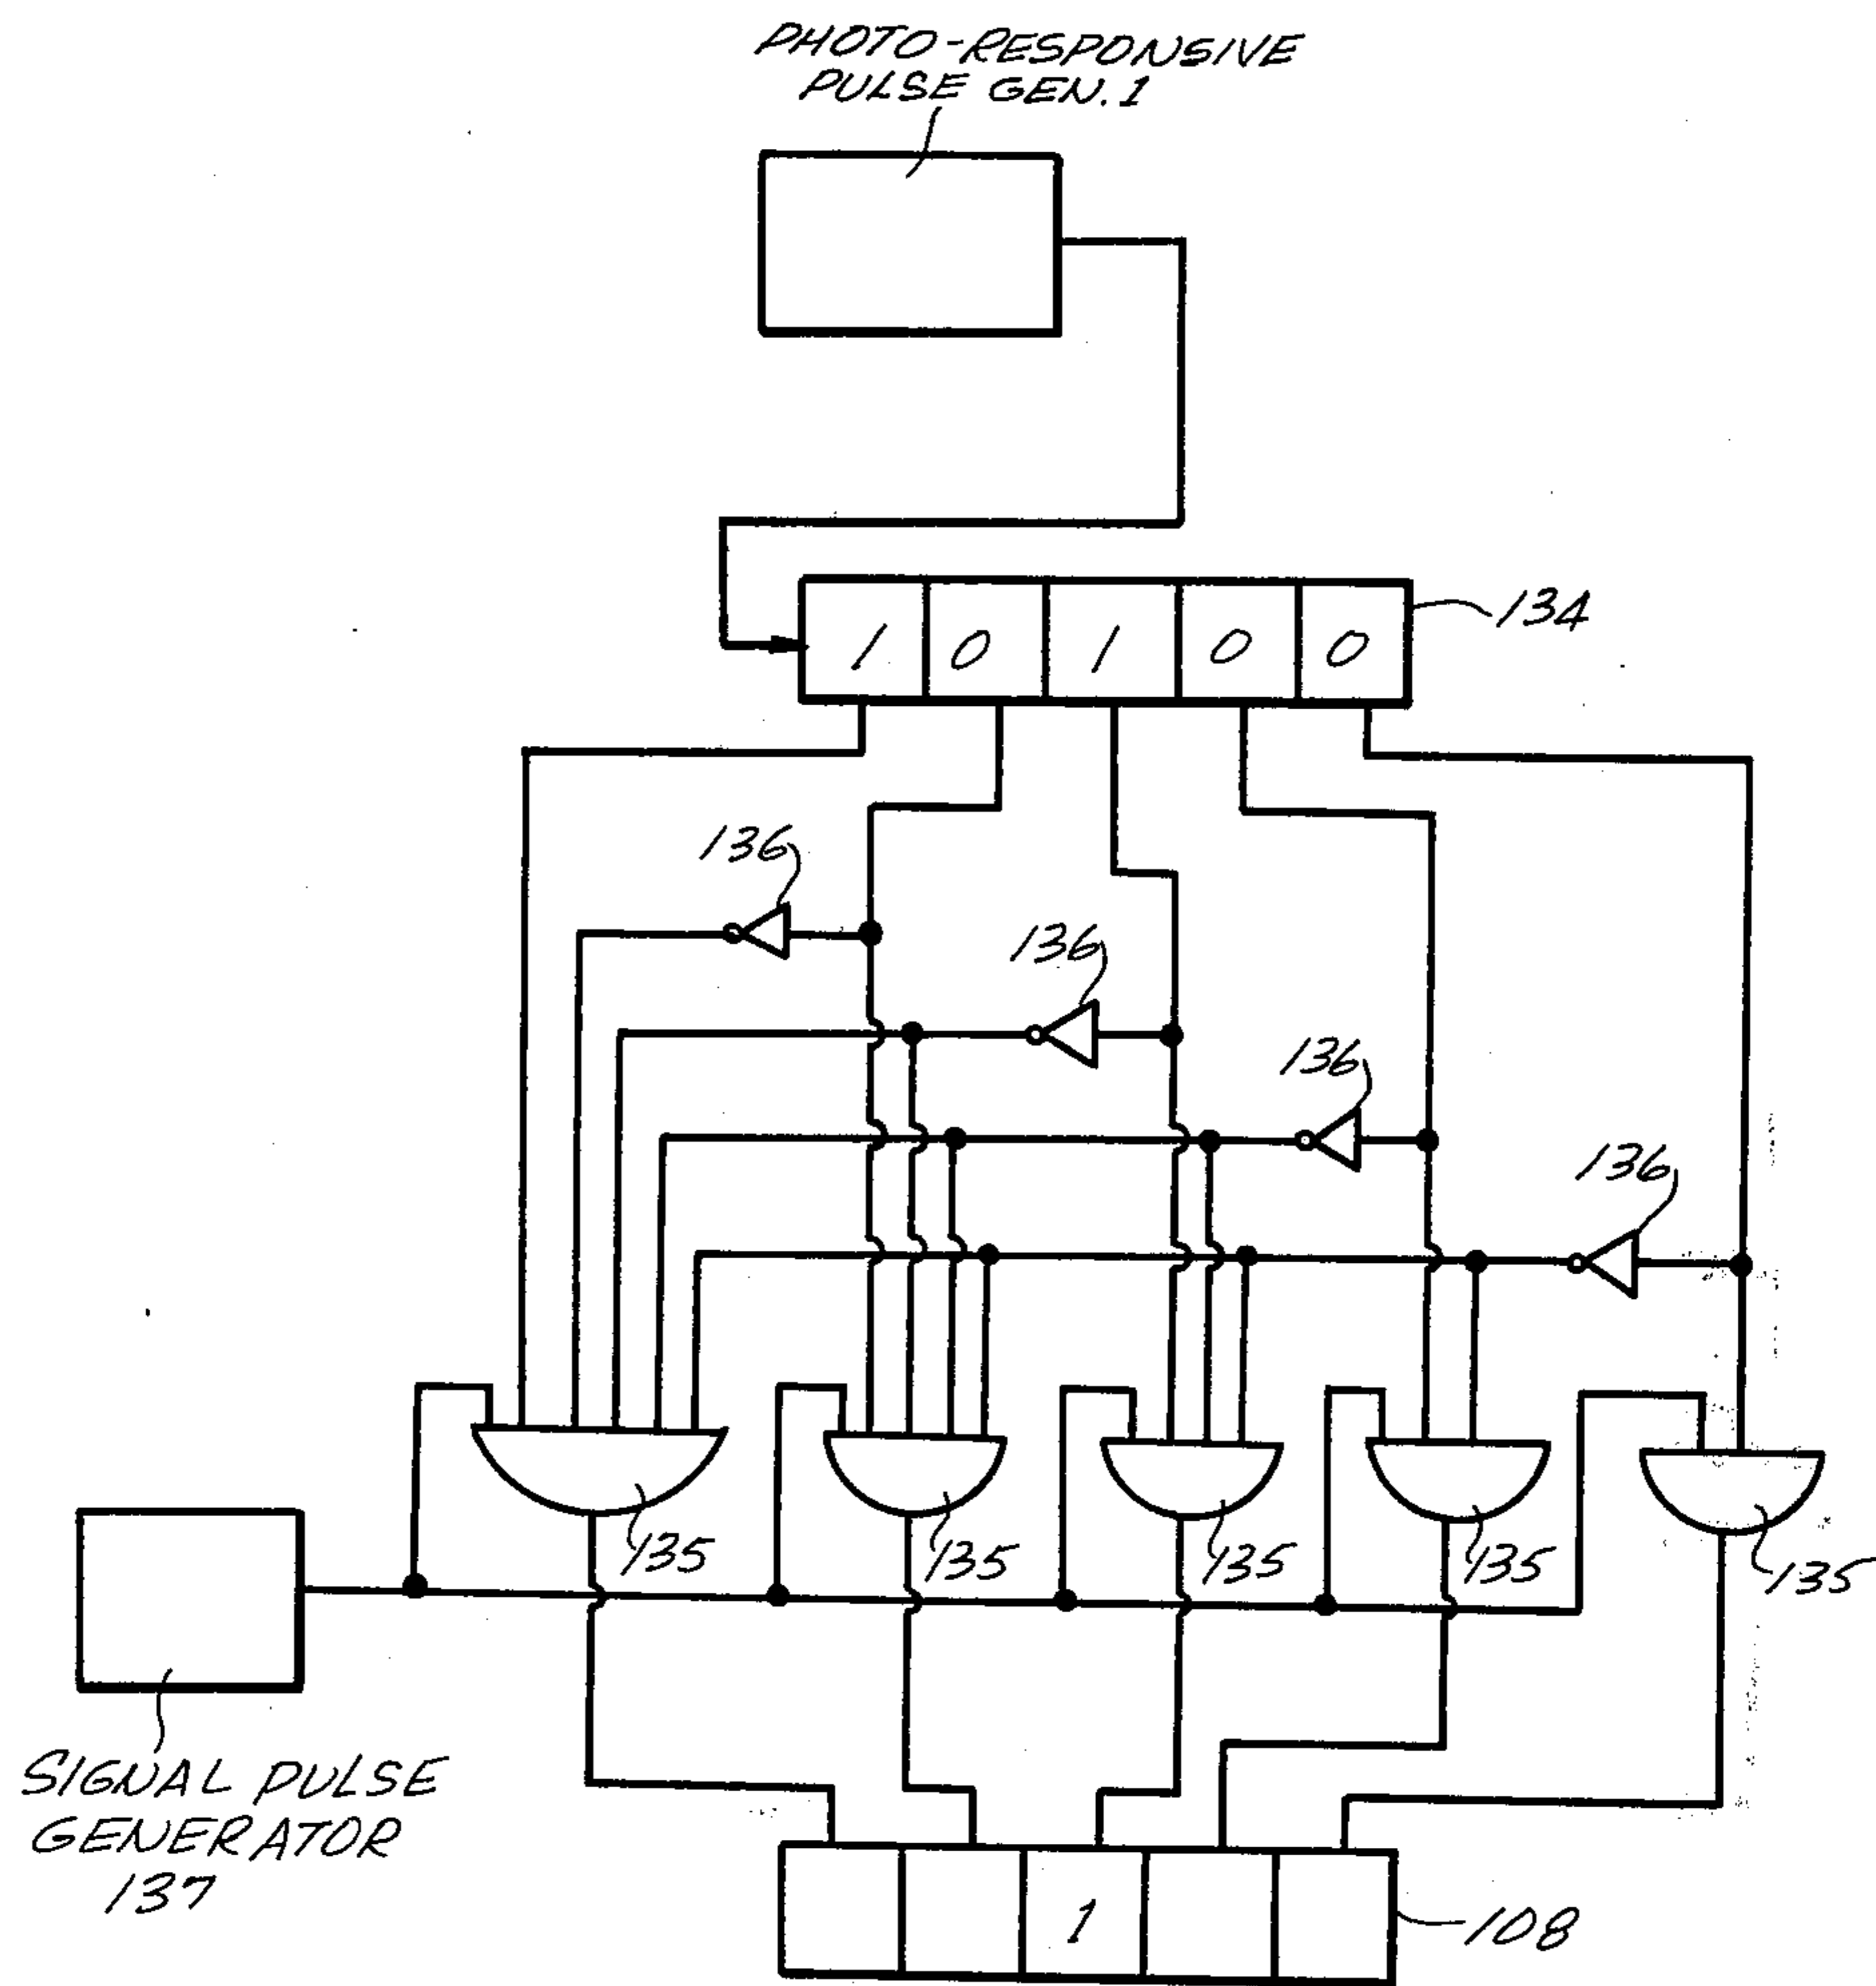 PHOTO-RESPONSIVE
PULSE GEN. 1
134
1 0 1 0 0
136
136
136
136
135
135
135
135
135
SIGNAL PULSE
GENERATOR
137
1
108